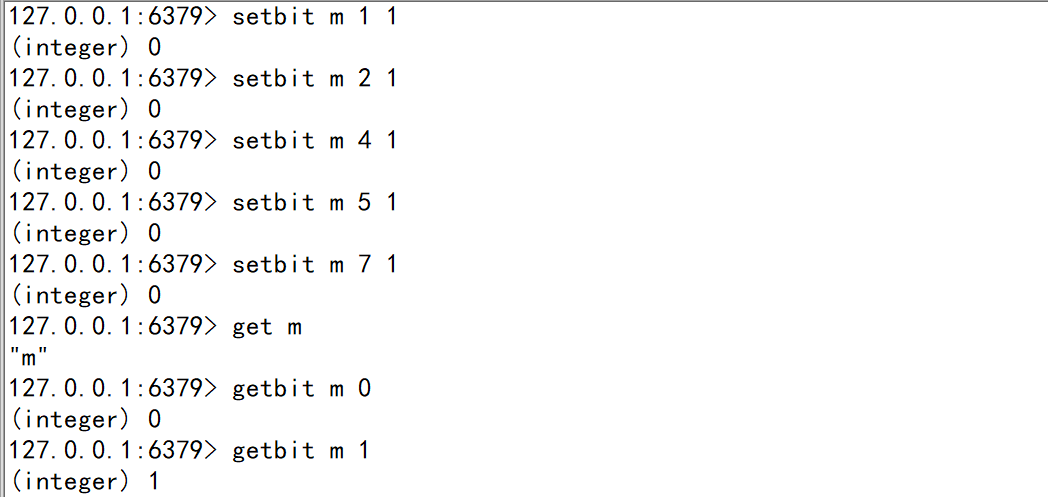 127.0.0.1:6379> setbit m 1 1
(integer) 0
127.0.0.1:6379> setbit m 2 1
(integer) 0
127.0.0.1:6379> setbit m 4 1
(integer) 0
127.0.0.1:6379> setbit m 5 1
(integer) 0
127.0.0.1:6379> setbit m 7 1
(integer) 0
127.0.0.1:6379> get m
"m"
127.0.0.1:6379> getbit m 0
(integer) 0
127.0.0.1:6379> getbit m 1
(integer) 1